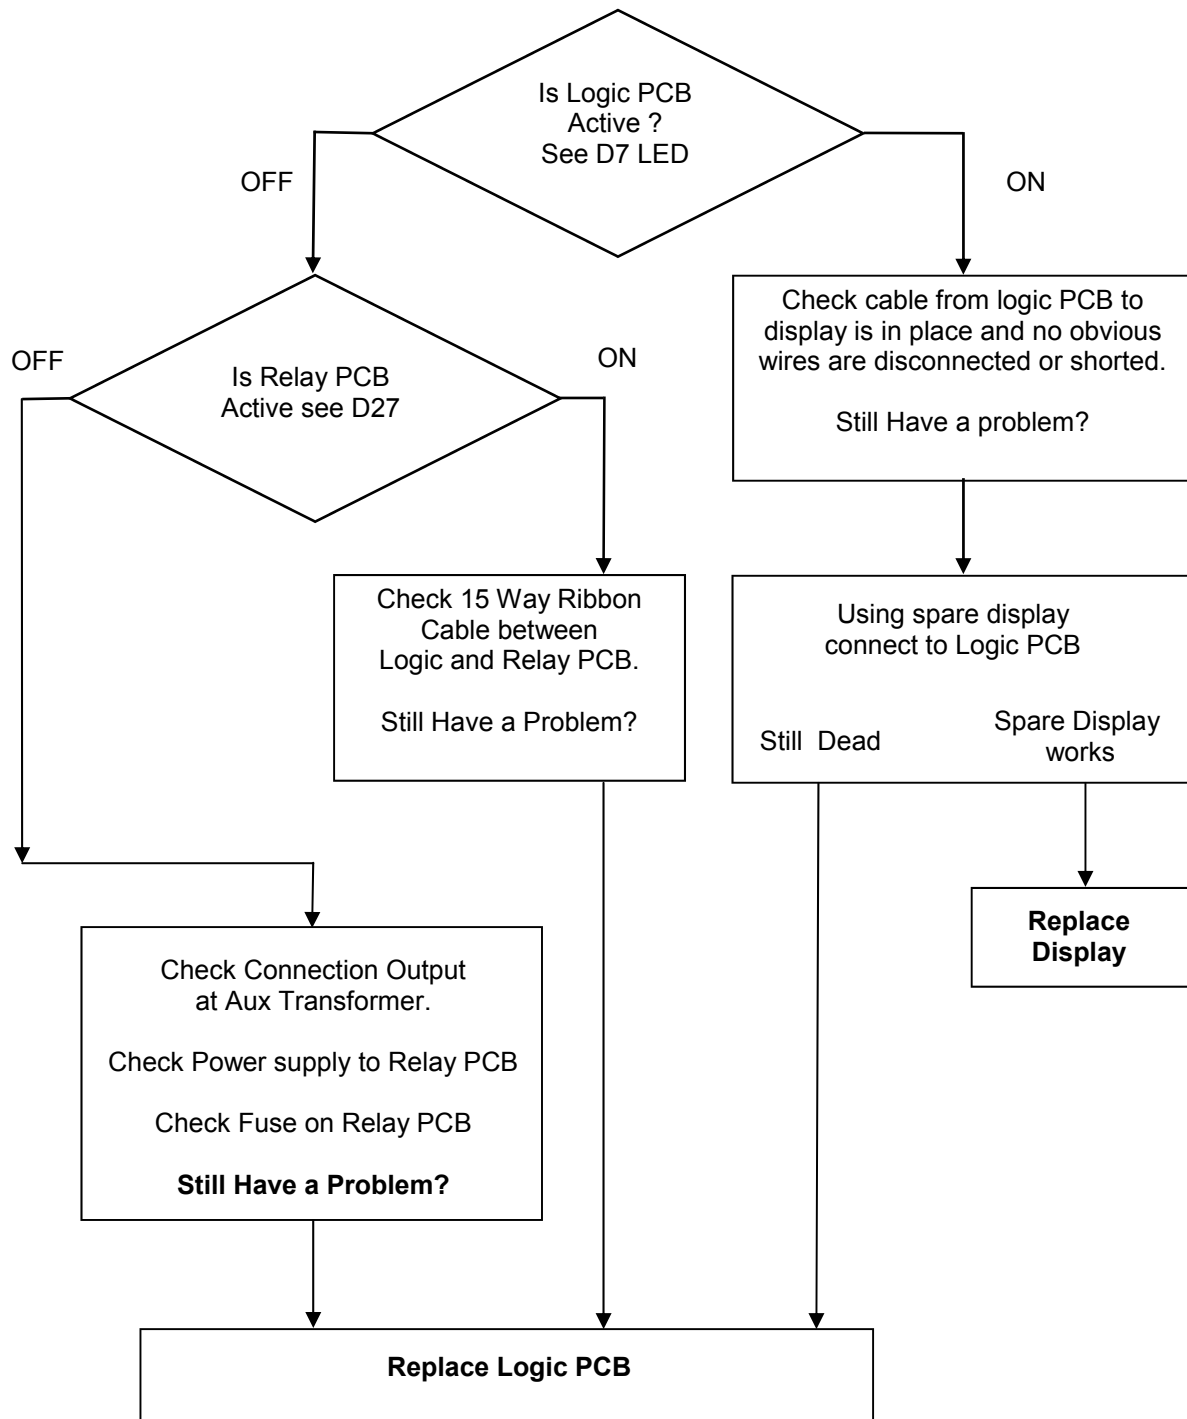 Is Logic PCB
Active ?
See D7 LED
OFF
ON
Is Relay PCB
Active see D27
OFF
ON
Check cable from logic PCB to
display is in place and no obvious
wires are disconnected or shorted.
Still Have a problem?
Check 15 Way Ribbon
Cable between
Logic and Relay PCB.
Still Have a Problem?
Using spare display
connect to Logic PCB
Still  Dead
Spare Display
works
Replace
Display
Check Connection Output
at Aux Transformer.
Check Power supply to Relay PCB
Check Fuse on Relay PCB
Still Have a Problem?
Replace Logic PCB